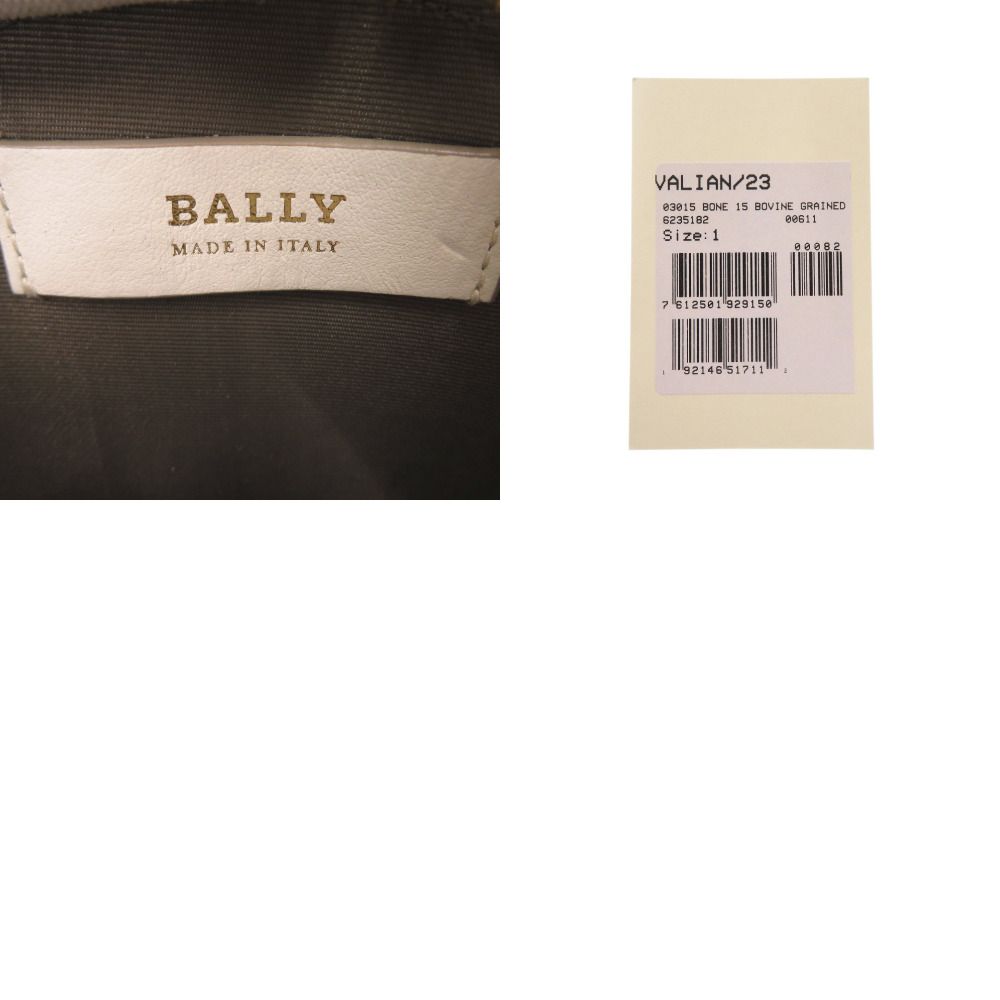 BALLY
MADE IN ITALY
VALIAN/23
03015 BONE 15 BOVINE GRAINED
6235182 00611
Size: 1
00082
7 612501 929150
1 92146 51711 2